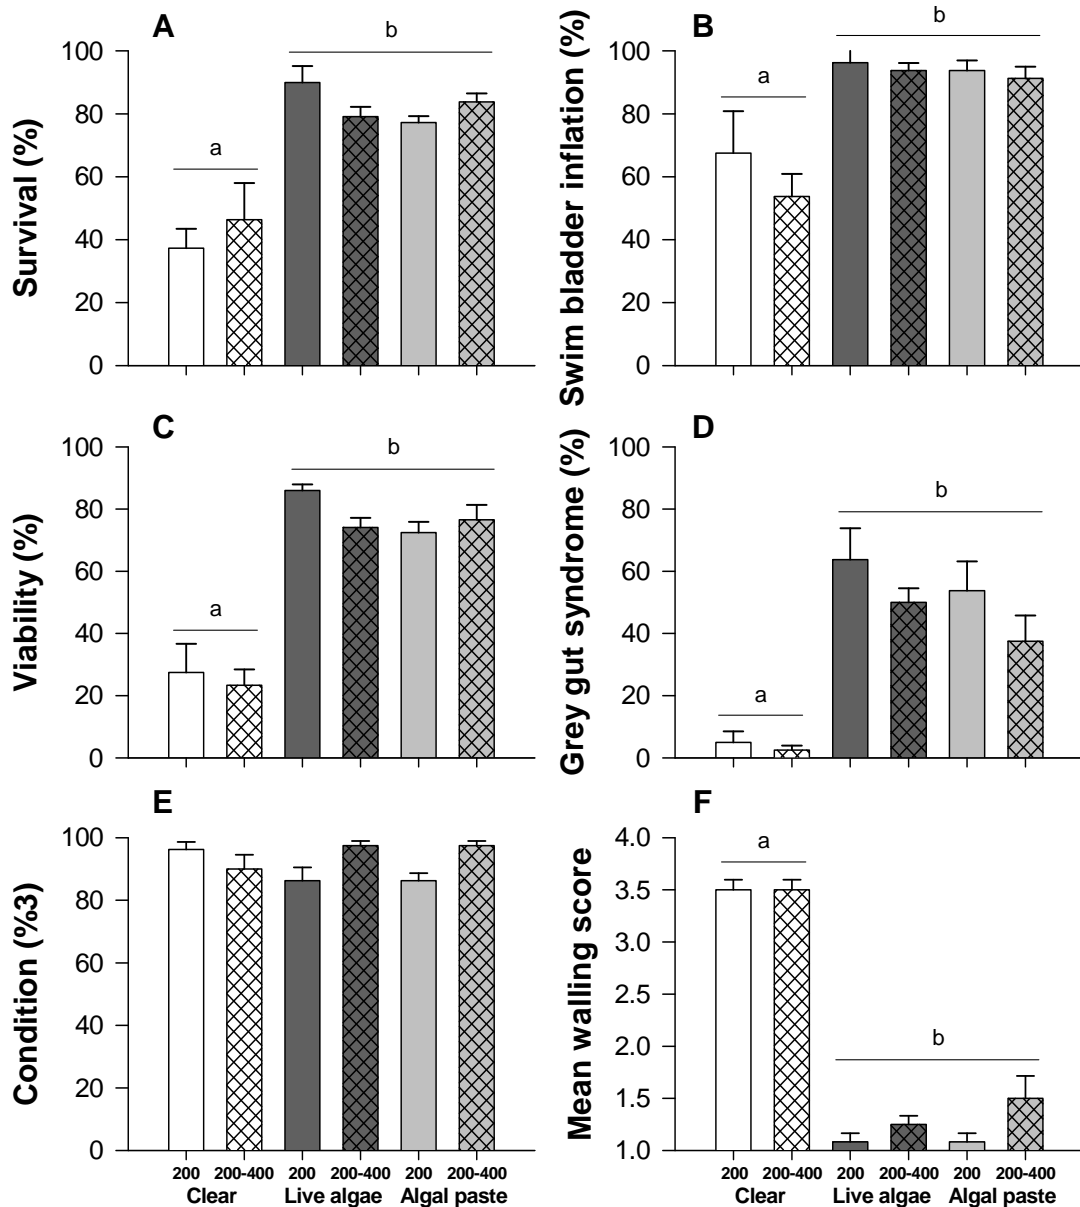 A
b
a
Survival (%)
100
80
60
40
20
0
B
b
a
Swim bladder inflation (%)
100
80
60
40
20
0
C
b
a
Viability (%)
100
80
60
40
20
0
D
b
a
Grey gut syndrome (%)
100
80
60
40
20
0
E
Condition (%3)
100
80
60
40
20
0
200 200-400 200 200-400 200 200-400
Clear Live algae Algal paste
F
a
b
Mean walling score
4.0
3.5
3.0
2.5
2.0
1.5
1.0
200 200-400 200 200-400 200 200-400
Clear Live algae Algal paste